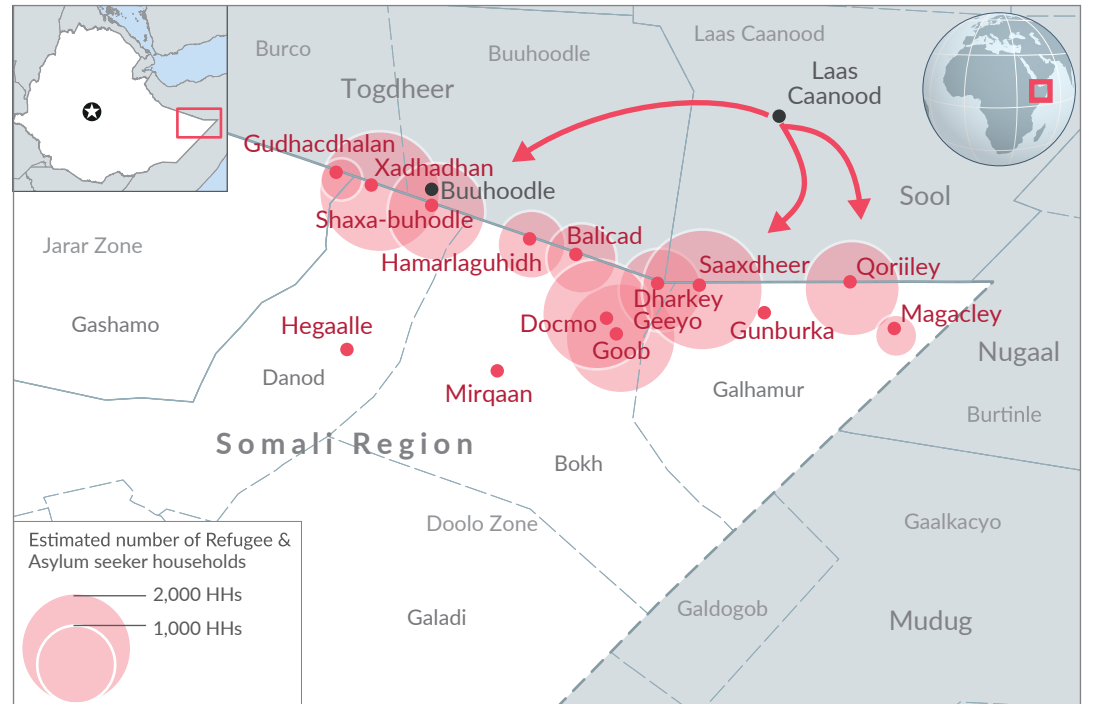 Burco
Buuhoodle
Laas Caanood
Togdheer
Laas
Caanood
Gudhacdhalan
Xadhadhan
Buuhoodle
Sool
Shaxa-buhodle
Balicad
Jarar Zone
Hamarlaguhidh
Saaxdheer
Qoriiley
Dharkey
Geeyo
Magacley
Gashamo
Hegaalle
Docmo
Gunburka
Goob
Nugaal
Danod
Mirqaan
Galhamur
Burtinle
Somali Region
Bokh
Doolo Zone
Gaalkacyo
Estimated number of Refugee &
Asylum seeker households
2,000 HHs
1,000 HHs
Galadi
Galdogob
Mudug